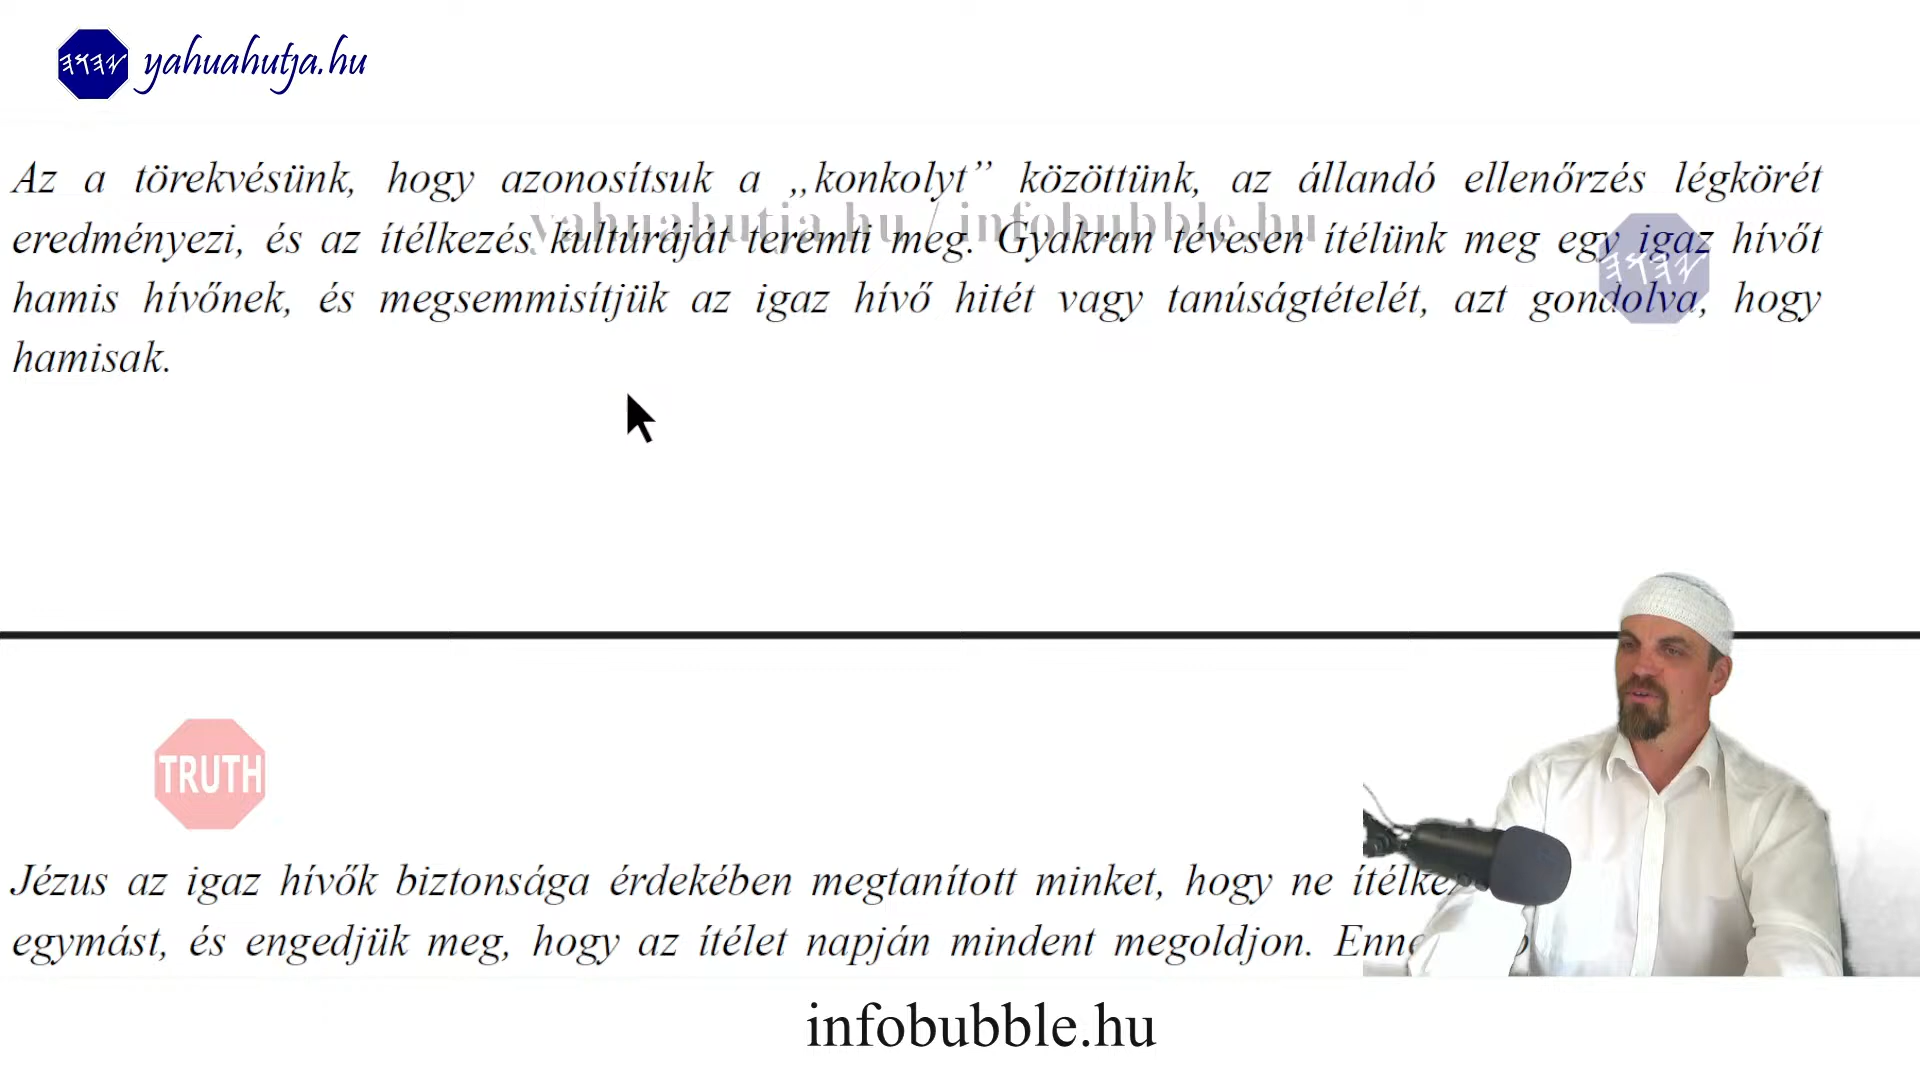 yahuahutja.hu
Az a törekvésünk, hogy azonosítsuk a „konkolyt” közöttünk, az állandó ellenőrzés légkörét
yahuahutja.hu / infobubble.hu
eredményezi, és az ítélkezés kultúráját teremti meg. Gyakran tévesen ítélünk meg egy igaz hívőt
hamis hívőnek, és megsemmisítjük az igaz hívő hitét vagy tanúságtételét, azt gondolva, hogy
hamisak.
TRUTH
Jézus az igaz hívők biztonsága érdekében megtanított minket, hogy ne
egymást, és engedjük meg, hogy az ítélet napján mindent megoldjon.
infobubble.hu